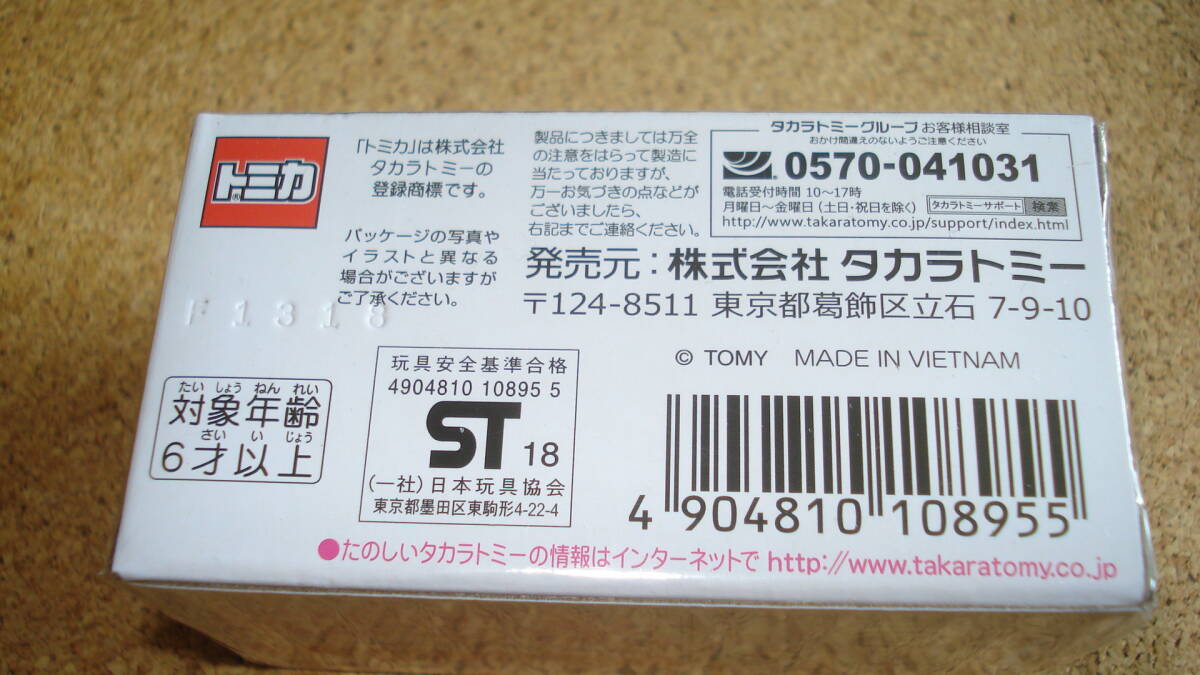 トミカ®
「トミカ」は株式会社
タカラトミーの
登録商標です。
パッケージの写真や
イラストと異なる
場合がございますが
ご了承ください。
F1318
製品につきましては万全
の注意をはらって製造に
当たっておりますが、
万一お気づきの点などが
ございましたら、
右記までご連絡ください。
タカラトミーグループ お客様相談室
おかけ間違えのないようご注意ください
0570-041031
電話受付時間 10〜17時
月曜日〜金曜日 (土日・祝日を除く) タカラトミーサポート 検索
http://www.takaratomy.co.jp/support/index.html
発売元:株式会社 タカラトミー
〒124-8511 東京都葛飾区立石 7-9-10
© TOMY MADE IN VIETNAM
たいしょうねんれい
対象年齢
さいいじょう
6才以上
玩具安全基準合格
4904810 10895 5
ST 18
(一社)日本玩具協会
東京都墨田区東駒形4-22-4
4 904810 108955
●たのしいタカラトミーの情報はインターネットで http://www.takaratomy.co.jp